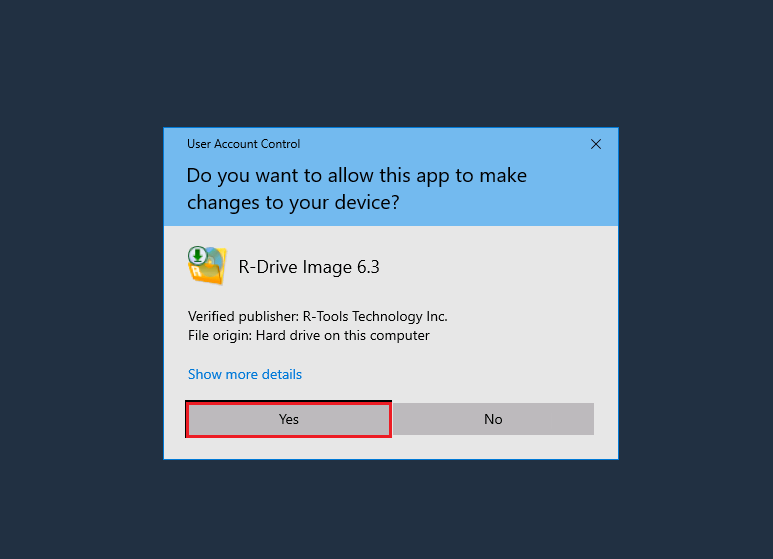 User Account Control
Do you want to allow this app to make
changes to your device?
R
R-Drive Image 6.3
Verified publisher: R-Tools Technology Inc.
File origin: Hard drive on this computer
Show more details
Yes
No